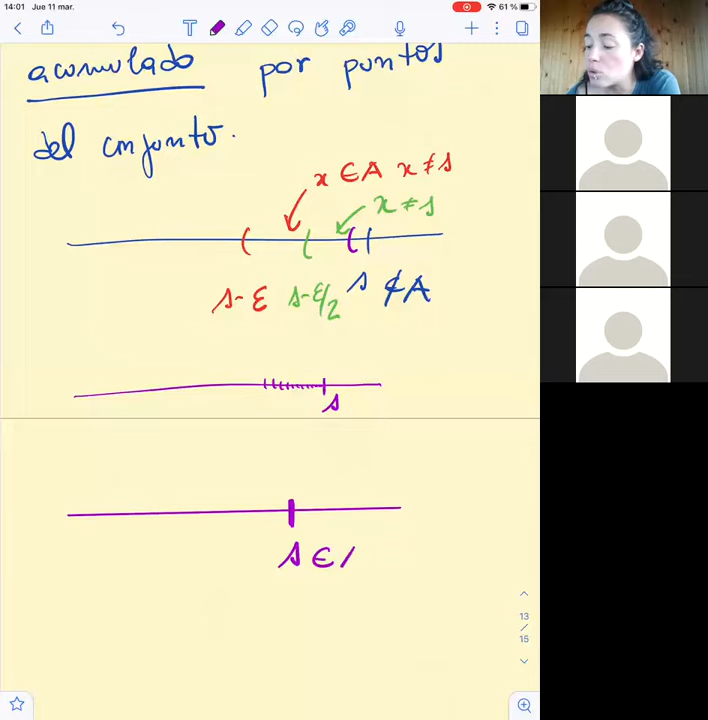 14:01 Jue 11 mar.
61 %
acumulado por puntos
del conjunto.
x ∈ A x ≠ s
x ≠ s
s-ε s-ε/2 s ∉ A
s
s ∈ /
13
/
15